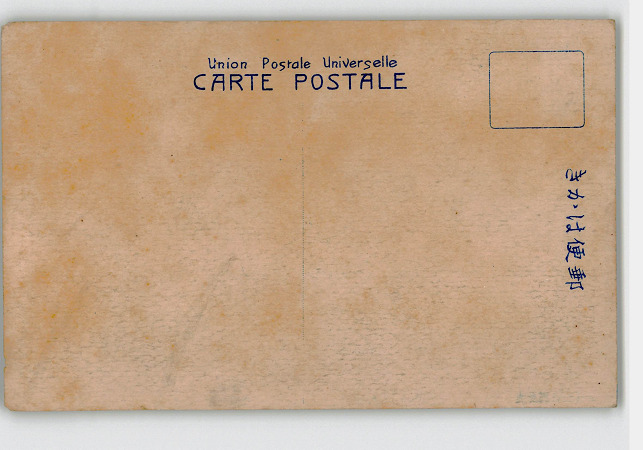 Union Postale Universelle
CARTE POSTALE
きかは便郵